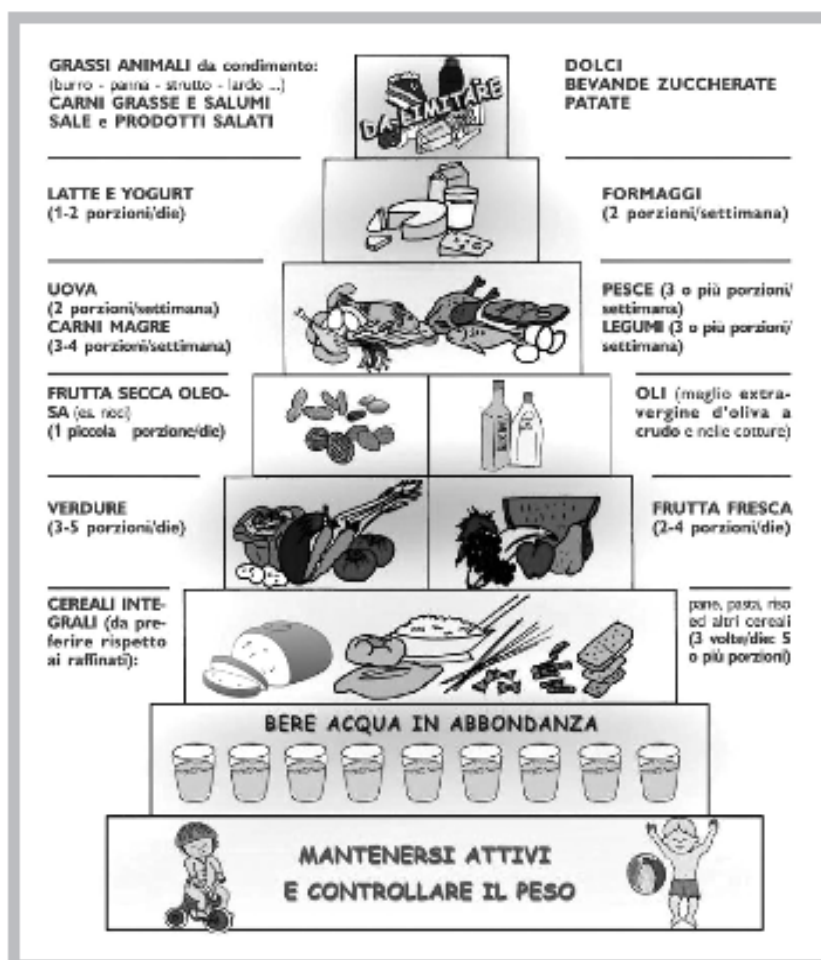 GRASSI ANIMALI da condimento:
(burro - panna - strutto - lardo ...)
CARNI GRASSE E SALUMI
SALE e PRODOTTI SALATI
DA LIMITARE
DOLCI
BEVANDE ZUCCHERATE
PATATE
LATTE E YOGURT
(1-2 porzioni/die)
FORMAGGI
(2 porzioni/settimana)
UOVA
(2 porzioni/settimana)
CARNI MAGRE
(3-4 porzioni/settimana)
PESCE (3 o più porzioni/
settimana)
LEGUMI (3 o più porzioni/
settimana)
FRUTTA SECCA OLEO-
SA (es. noci)
(1 piccola porzione/die)
OLI (meglio extra-
vergine d'oliva a
crudo e nelle cotture)
VERDURE
(3-5 porzioni/die)
FRUTTA FRESCA
(2-4 porzioni/die)
CEREALI INTE-
GRALI (da pre-
ferire rispetto
ai raffinati):
pane, pasta, riso
ed altri cereali
(3 volte/die: 5
o più porzioni)
BERE ACQUA IN ABBONDANZA
MANTENERSI ATTIVI
E CONTROLLARE IL PESO